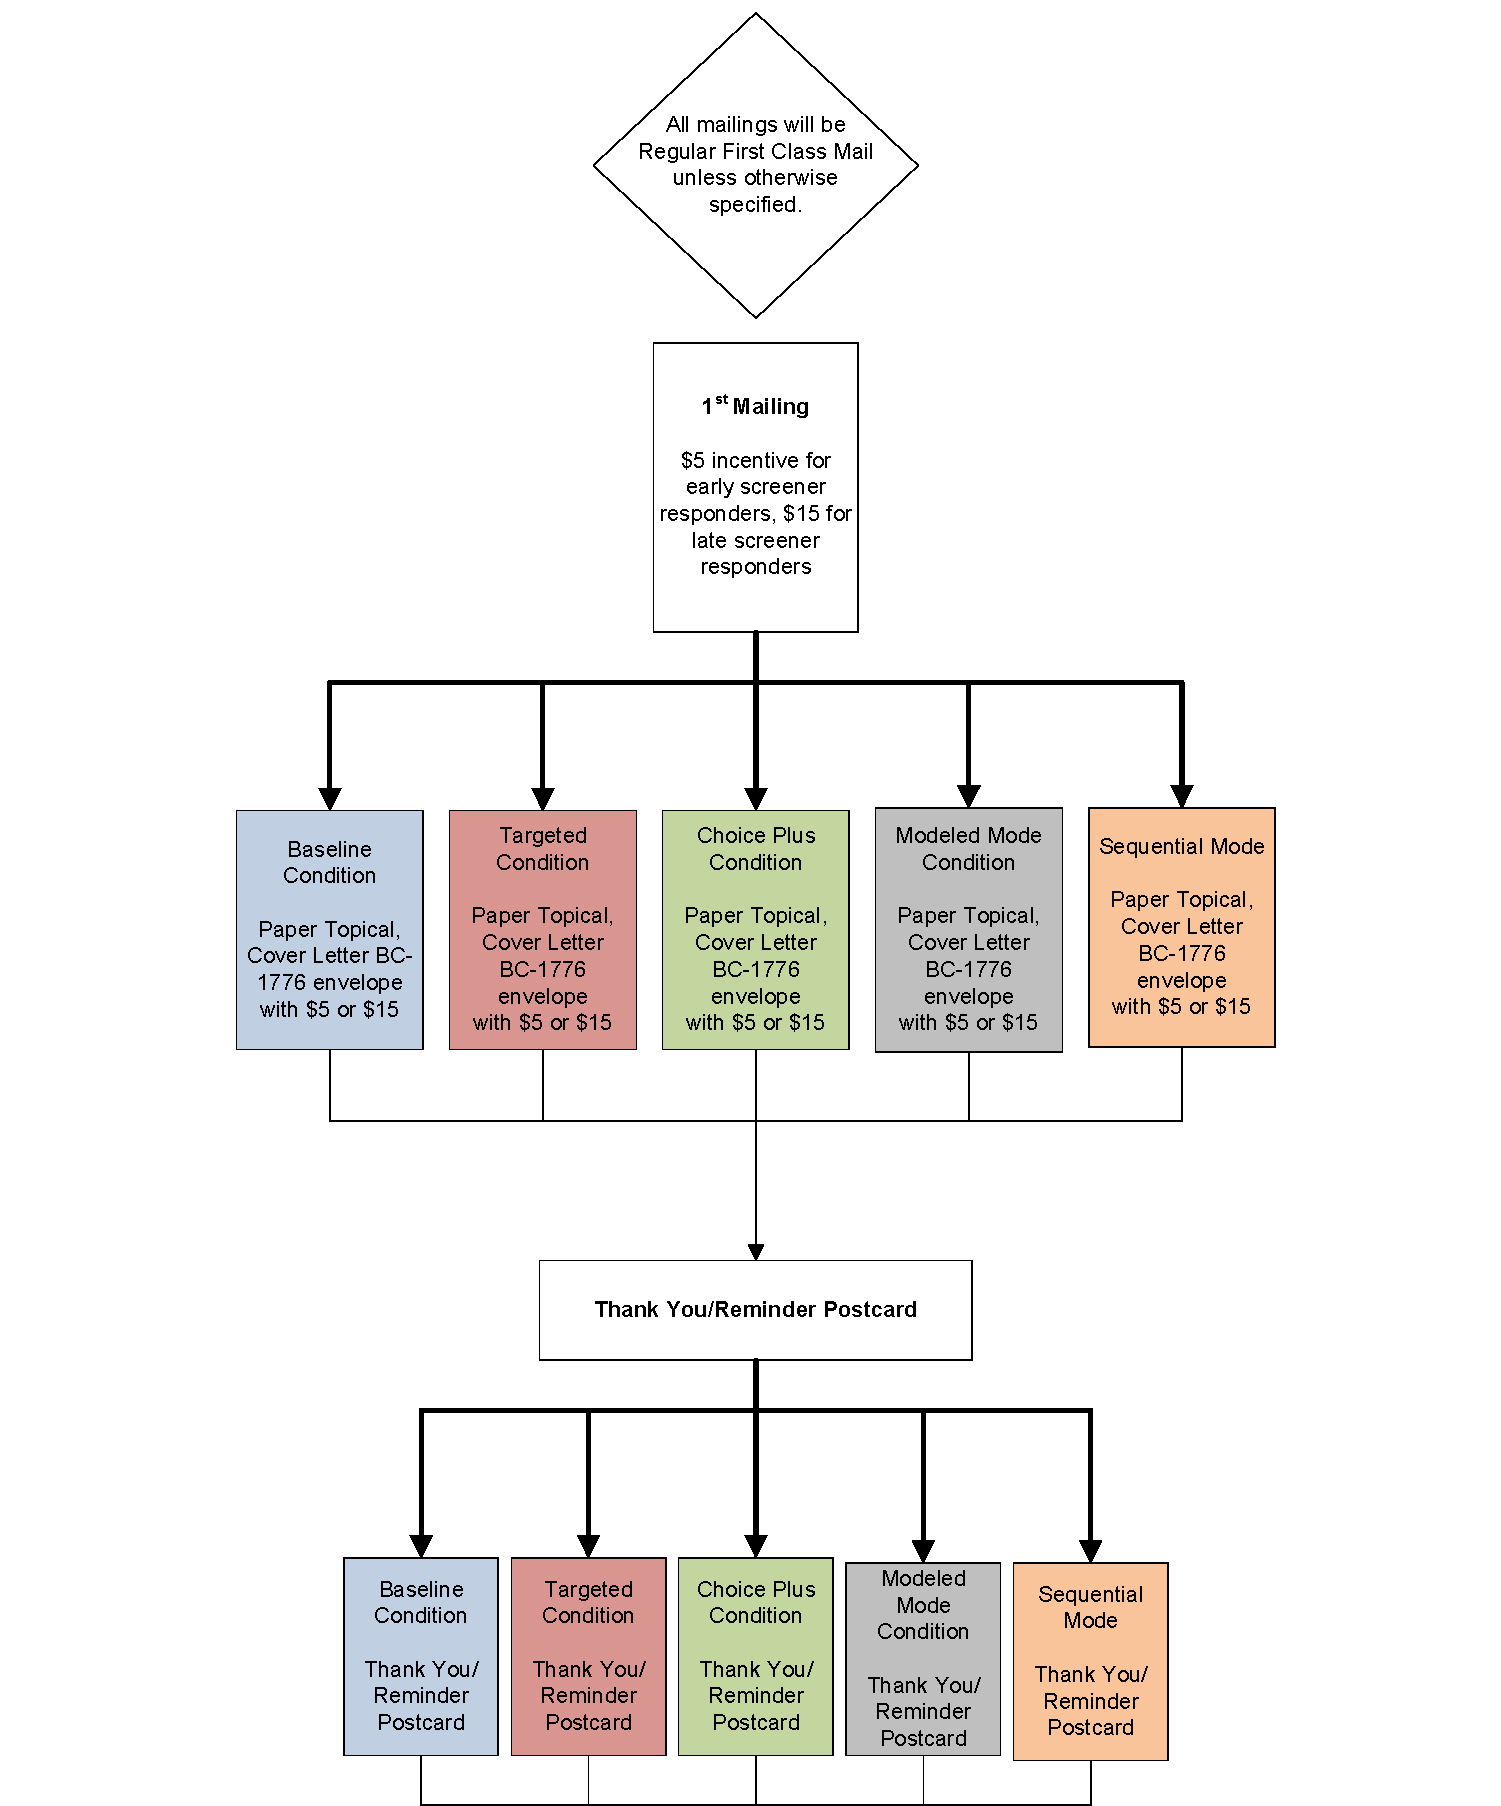 All mailings will be
Regular First Class Mail
unless otherwise
specified.
1st Mailing
$5 incentive for
early screener
responders, $15 for
late screener
responders
Baseline
Condition
Paper Topical,
Cover Letter BC-
1776 envelope
with $5 or $15
Targeted
Condition
Paper Topical,
Cover Letter
BC-1776
envelope
with $5 or $15
Choice Plus
Condition
Paper Topical,
Cover Letter
BC-1776
envelope
with $5 or $15
Modeled Mode
Condition
Paper Topical,
Cover Letter
BC-1776
envelope
with $5 or $15
Sequential Mode
Paper Topical,
Cover Letter
BC-1776
envelope
with $5 or $15
Thank You/Reminder Postcard
Baseline
Condition
Thank You/
Reminder
Postcard
Targeted
Condition
Thank You/
Reminder
Postcard
Choice Plus
Condition
Thank You/
Reminder
Postcard
Modeled
Mode
Condition
Thank You/
Reminder
Postcard
Sequential
Mode
Thank You/
Reminder
Postcard